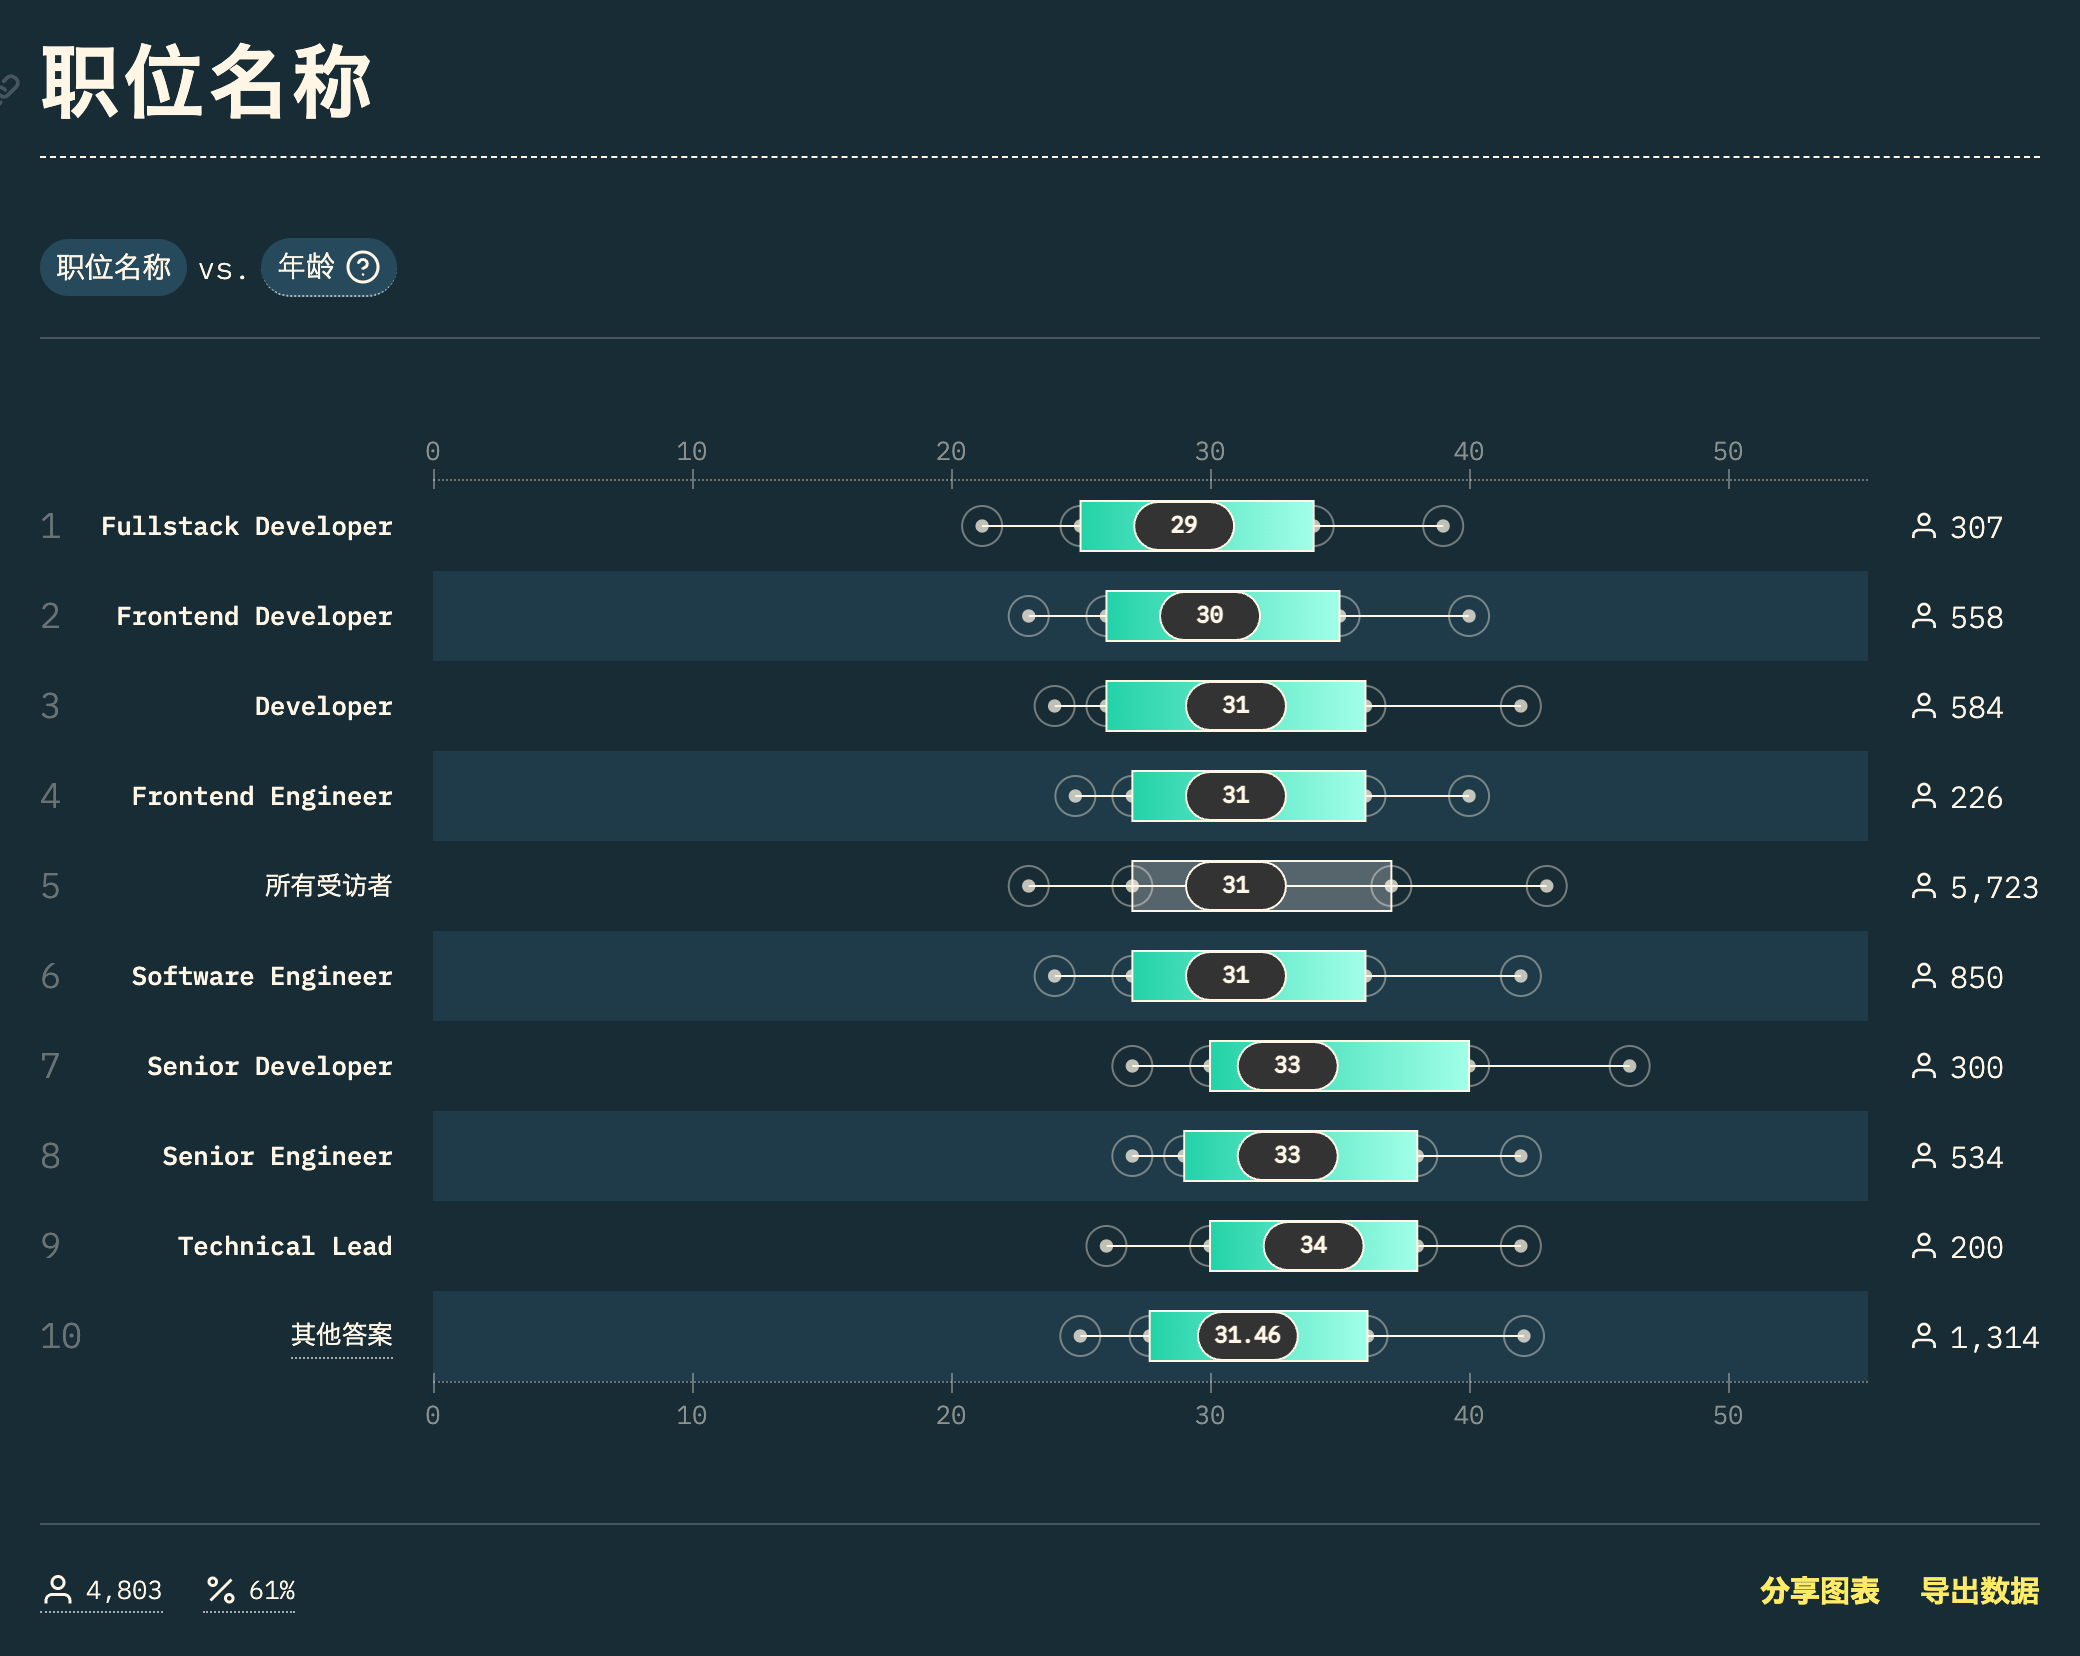 职位名称
职位名称 vs. 年龄
0 10 20 30 40 50
1 Fullstack Developer 29 307
2 Frontend Developer 30 558
3 Developer 31 584
4 Frontend Engineer 31 226
5 所有受访者 31 5,723
6 Software Engineer 31 850
7 Senior Developer 33 300
8 Senior Engineer 33 534
9 Technical Lead 34 200
10 其他答案 31.46 1,314
0 10 20 30 40 50
4,803 61% 分享图表 导出数据